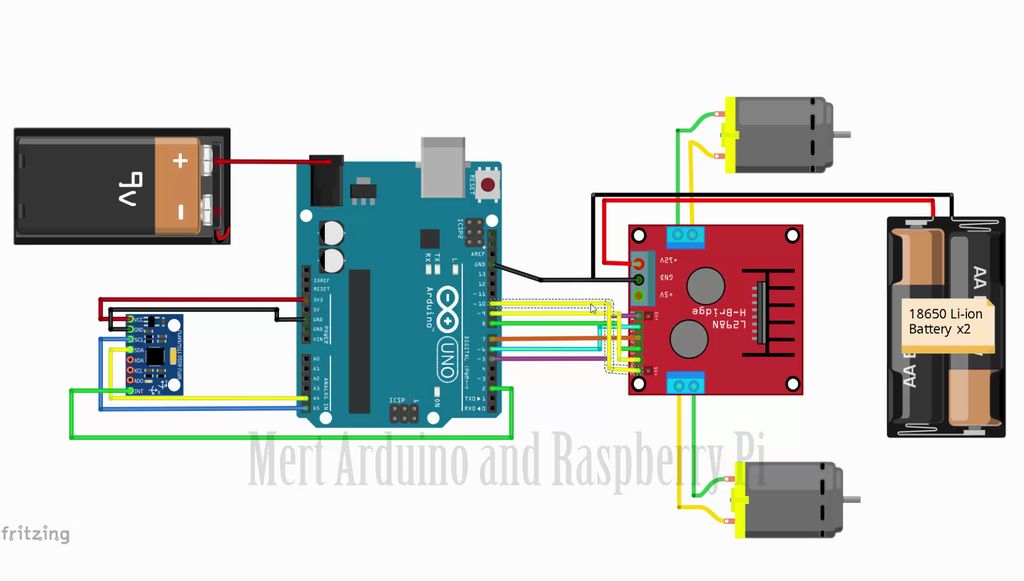 9V
+
-
RESET
ICSP2
AREF
GND
13
12
~11
~10
~9
8
7
~6
~5
4
~3
2
TX0►1
RX0◄0
DIGITAL (PWM=~)
L
TX
RX
Arduino
UNO
ON
ICSP
1
IOREF
RESET
3V3
5V
GND
GND
VIN
POWER
A0
A1
A2
A3
A4
A5
ANALOG IN
VCC
GND
SCL
SDA
XDA
XCL
ADO
INT
+12V
GND
+5V
L298N
H-Bridge
AA
AA
18650 Li-ion
Battery x2
Mert Arduino and Raspberry Pi
fritzing